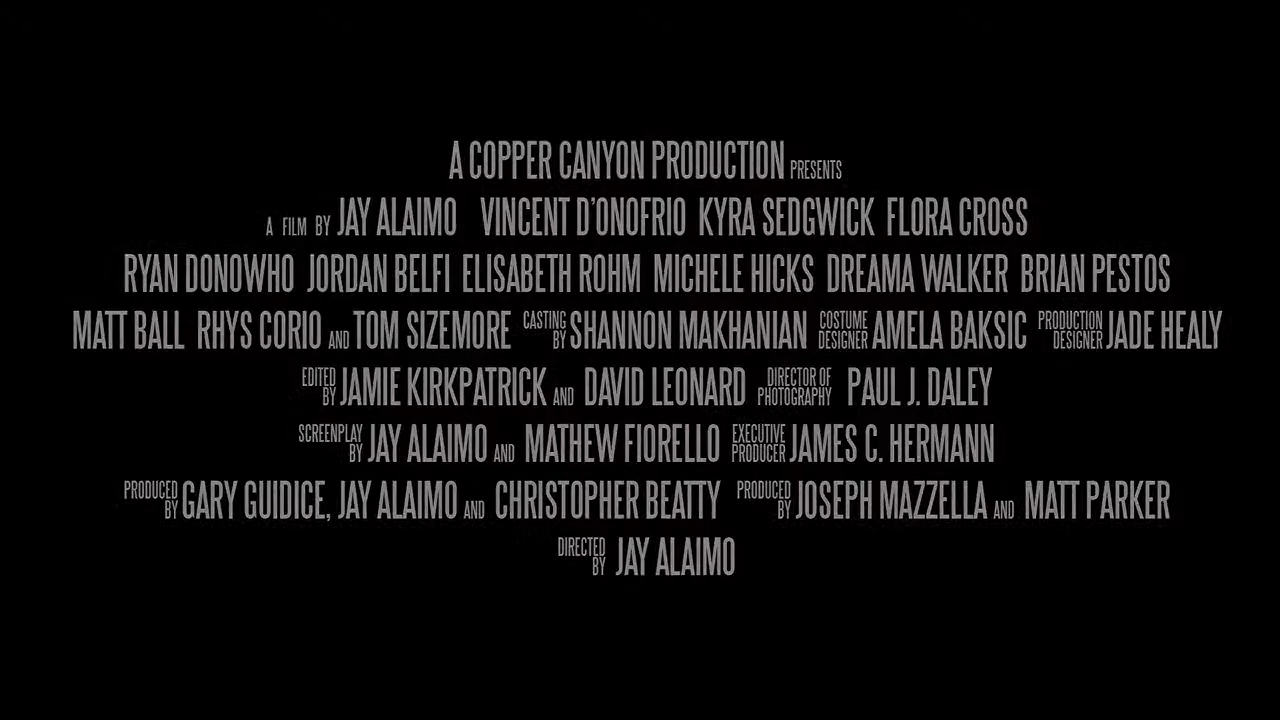 A COPPER CANYON PRODUCTION PRESENTS
A FILM BY JAY ALAIMO VINCENT D'ONOFRIO KYRA SEDGWICK FLORA CROSS
RYAN DONOWHO JORDAN BELFI ELISABETH ROHM MICHELE HICKS DREAMA WALKER BRIAN PESTOS
MATT BALL RHYS CORIO AND TOM SIZEMORE CASTING BY SHANNON MAKHANIAN COSTUME DESIGNER AMELA BAKSIC PRODUCTION DESIGNER JADE HEALY
EDITED BY JAMIE KIRKPATRICK AND DAVID LEONARD DIRECTOR OF PHOTOGRAPHY PAUL J. DALEY
SCREENPLAY BY JAY ALAIMO AND MATHEW FIORELLO EXECUTIVE PRODUCER JAMES C. HERMANN
PRODUCED BY GARY GUIDICE, JAY ALAIMO AND CHRISTOPHER BEATTY PRODUCED BY JOSEPH MAZZELLA AND MATT PARKER
DIRECTED BY JAY ALAIMO